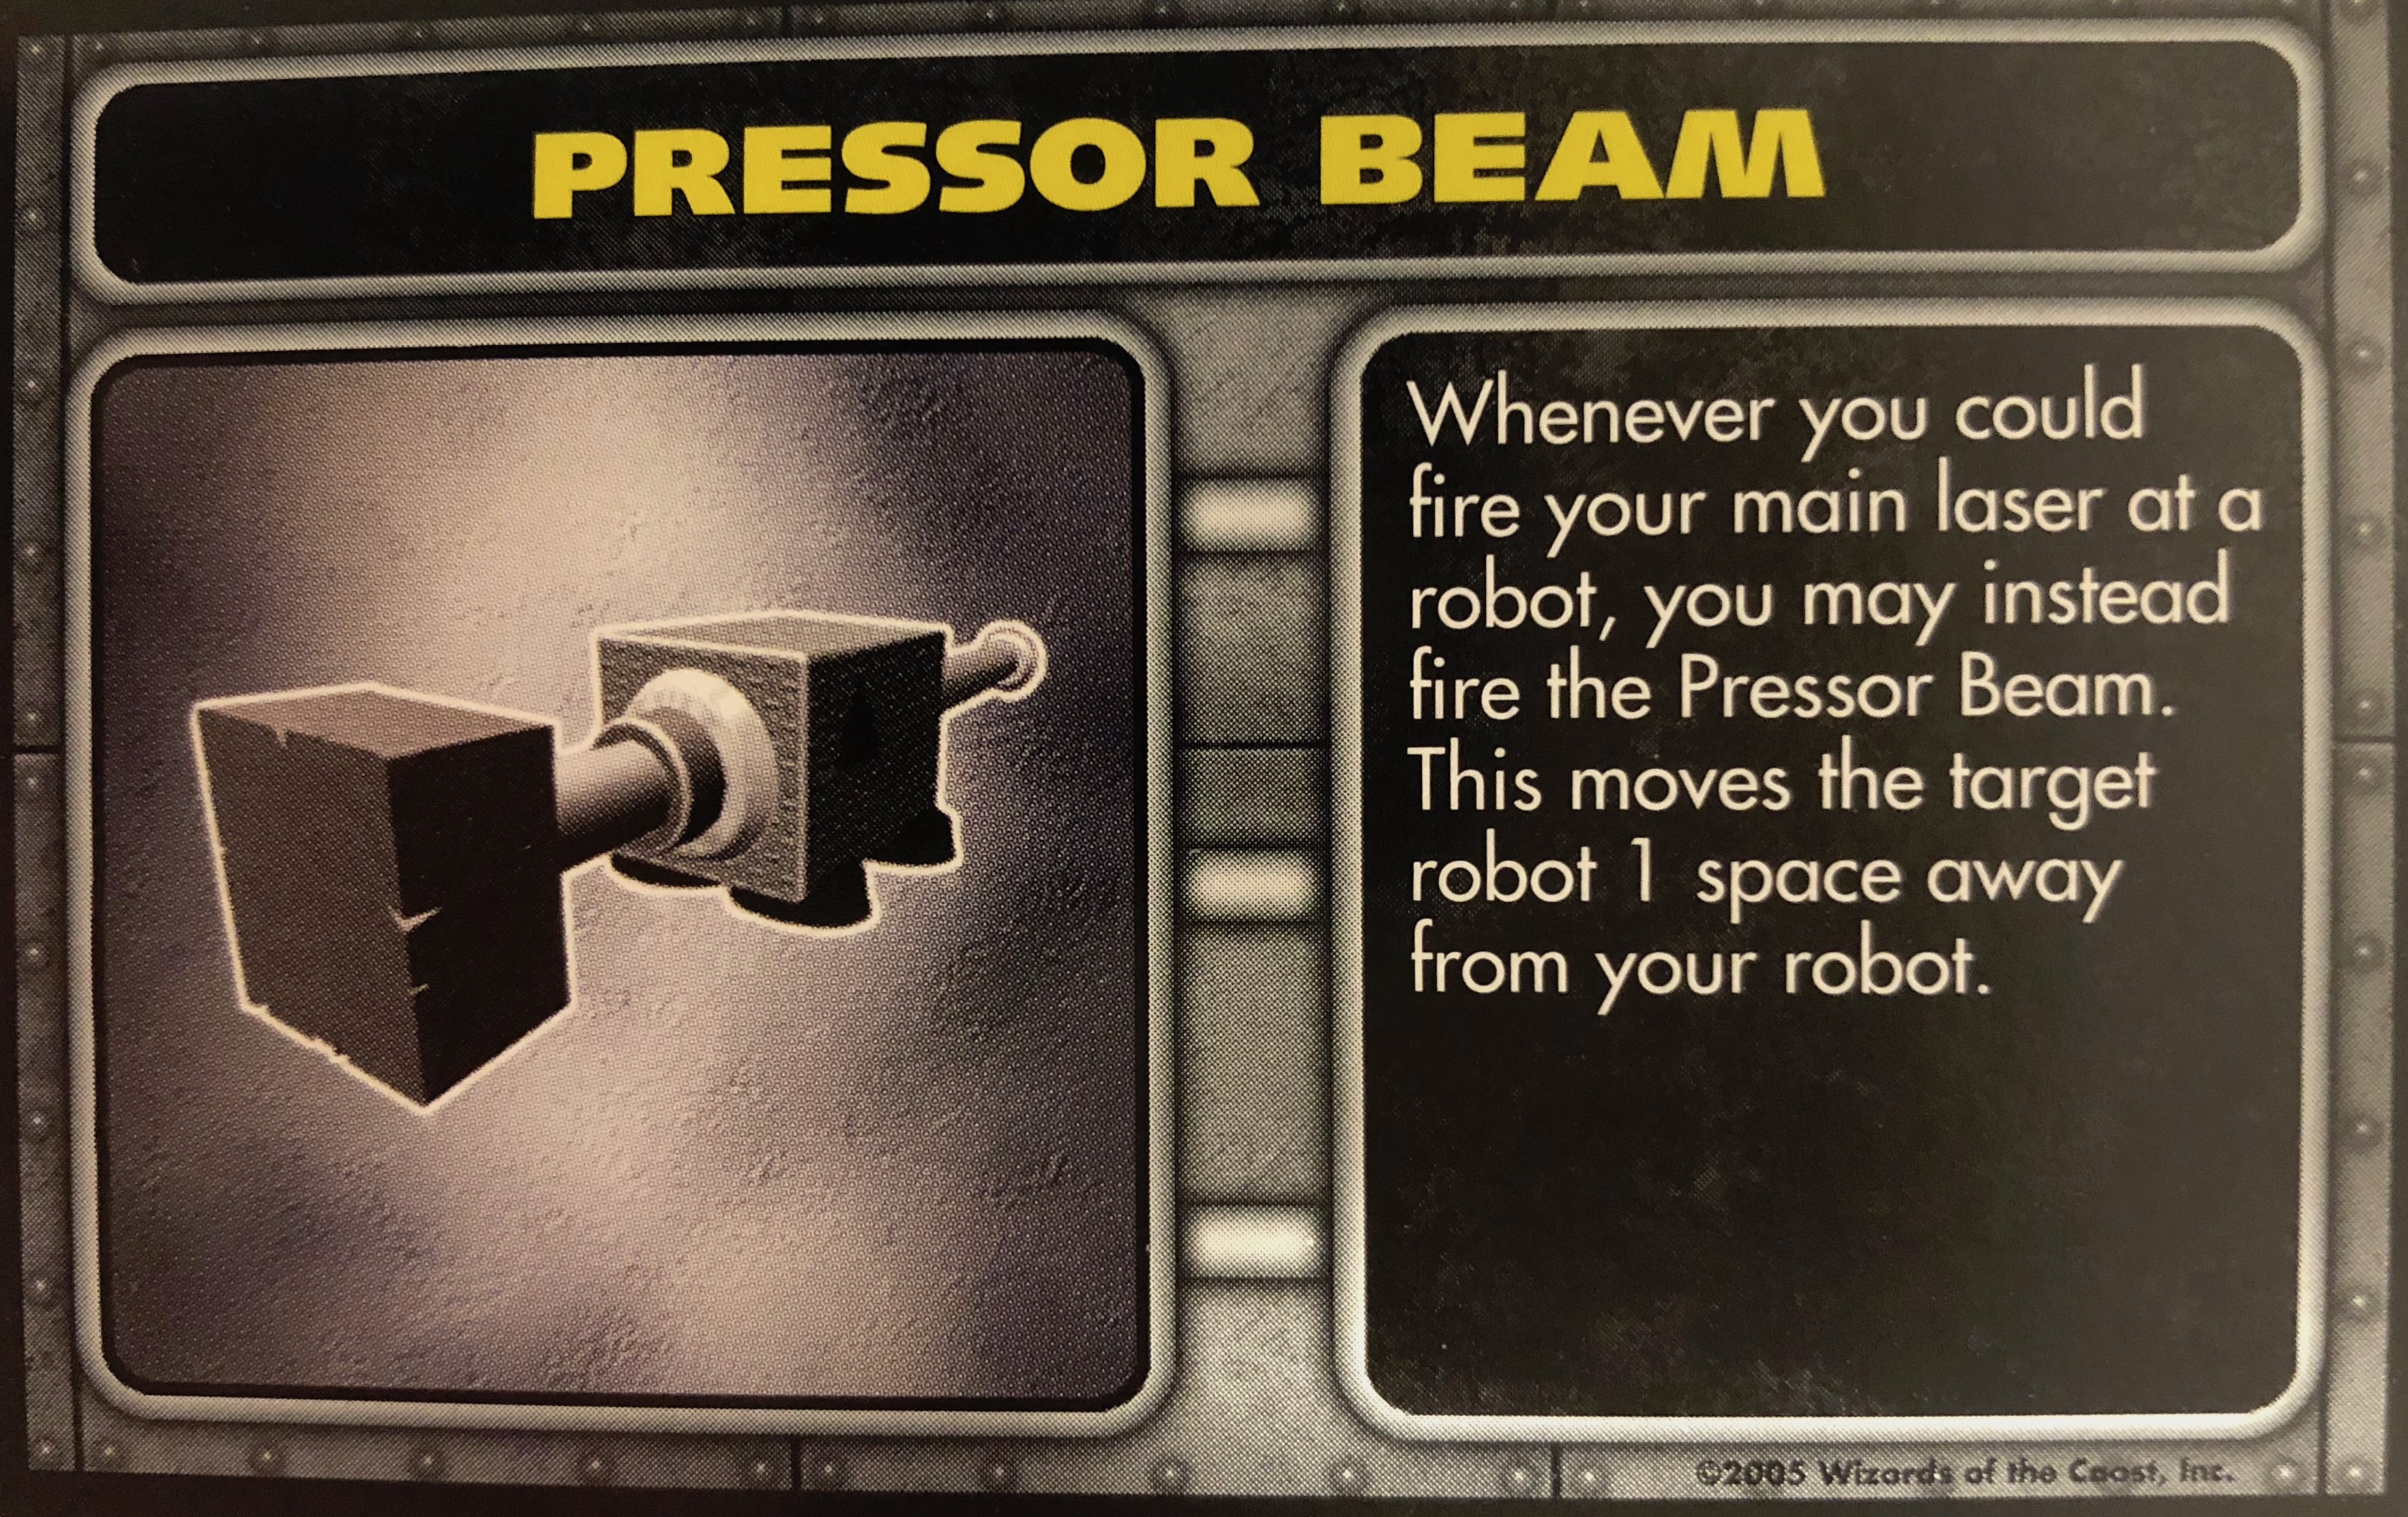 PRESSOR BEAM
Whenever you could
fire your main laser at a
robot, you may instead
fire the Pressor Beam.
This moves the target
robot 1 space away
from your robot.
©2005 Wizards of the Coast, Inc.